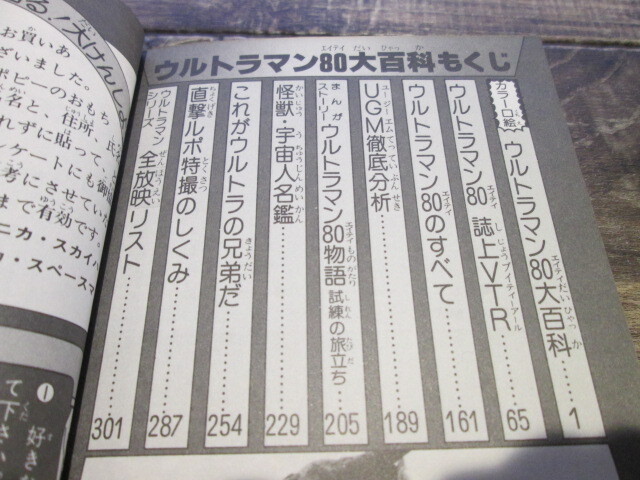 ウルトラマン80大百科もくじ
カラー口絵 ウルトラマン80大百科……1
ウルトラマン80 誌上VTR……65
ウルトラマン80のすべて……161
UGM徹底分析……189
まんがストーリー ウルトラマン80物語 試練の旅立ち……205
怪獣・宇宙人名鑑……229
これがウルトラの兄弟だ……254
直撃ルポ特撮のしくみ……287
ウルトラマンシリーズ 全放映リスト……301
お買いあ
ざいました。
ポピーのおもち
名と、住所、氏名
れずに貼って、
ンケートにも御
考にさせていた
まで有効です。
ニカ・スカイ
・スペースマ
❶ 好き
て下さい